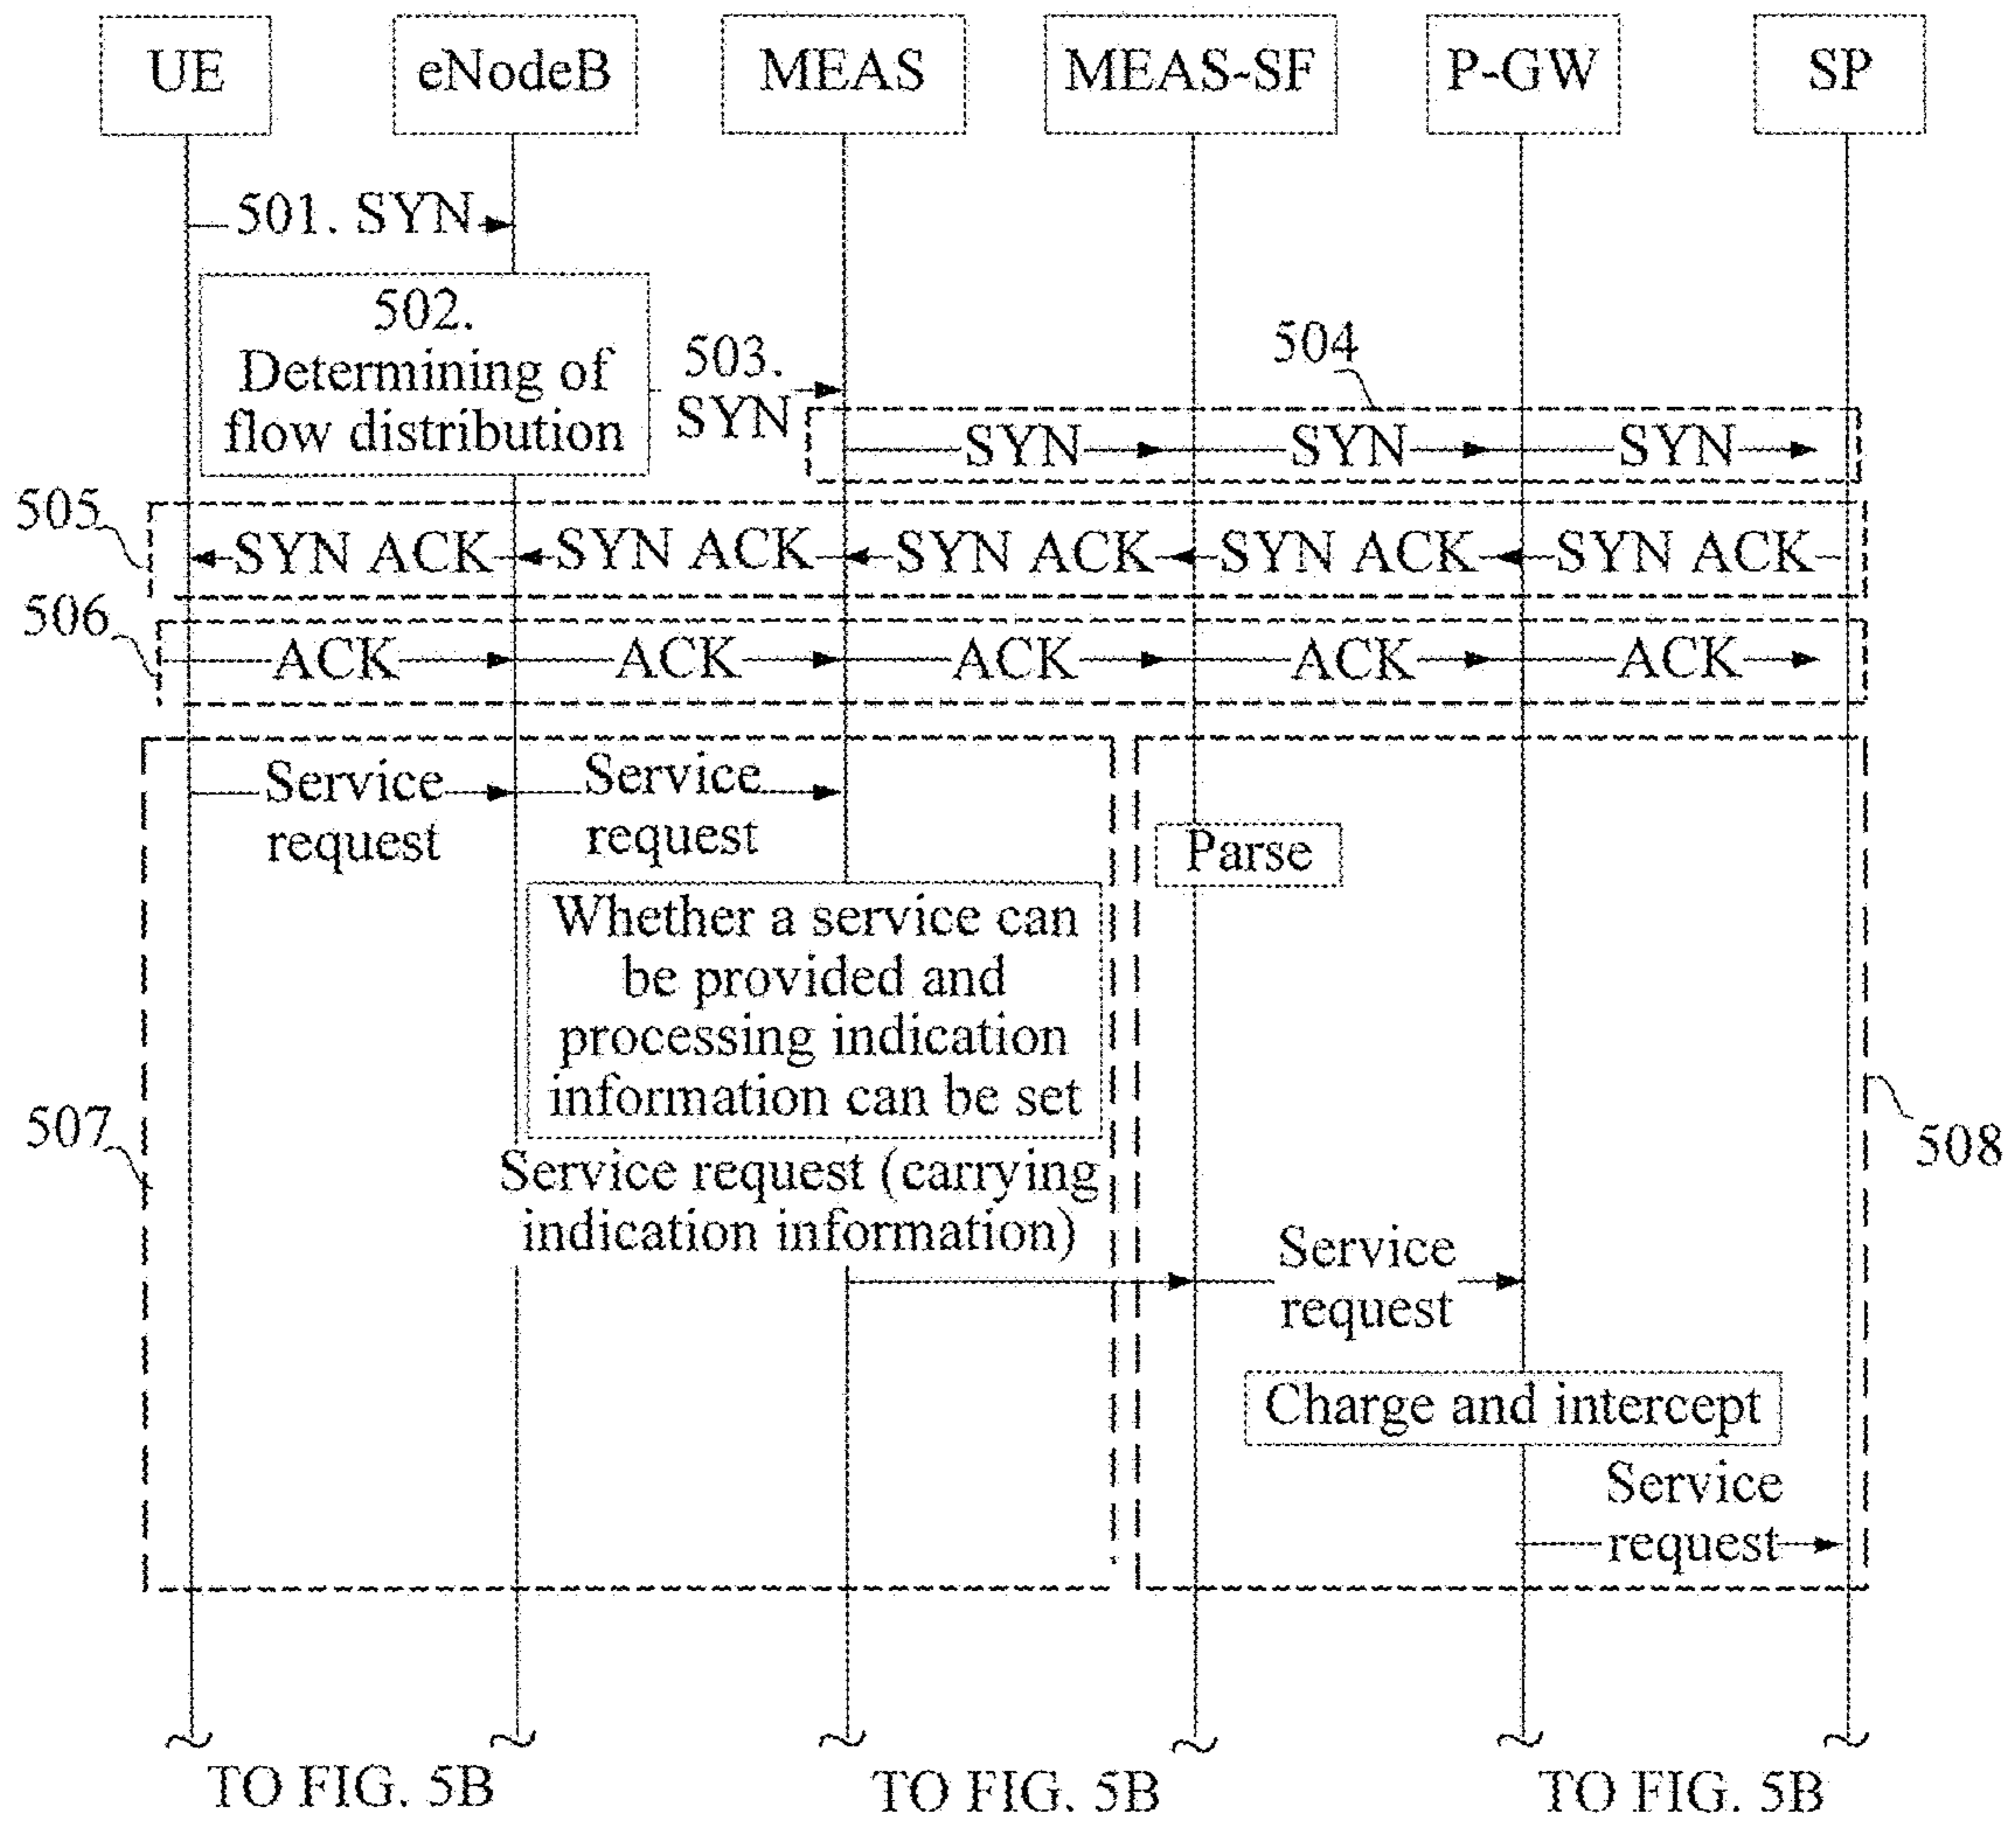 UE
eNodeB
MEAS
MEAS-SF
P-GW
SP
501. SYN
502.
Determining of
flow distribution
503.
SYN
504
SYN
SYN
SYN
505
SYN ACK
SYN ACK
SYN ACK
SYN ACK
SYN ACK
506
ACK
ACK
ACK
ACK
ACK
Service
request
Service
request
Parse
Whether a service can
be provided and
processing indication
information can be set
507
508
Service request (carrying
indication information)
Service
request
Charge and intercept
Service
request
TO FIG. 5B
TO FIG. 5B
TO FIG. 5B